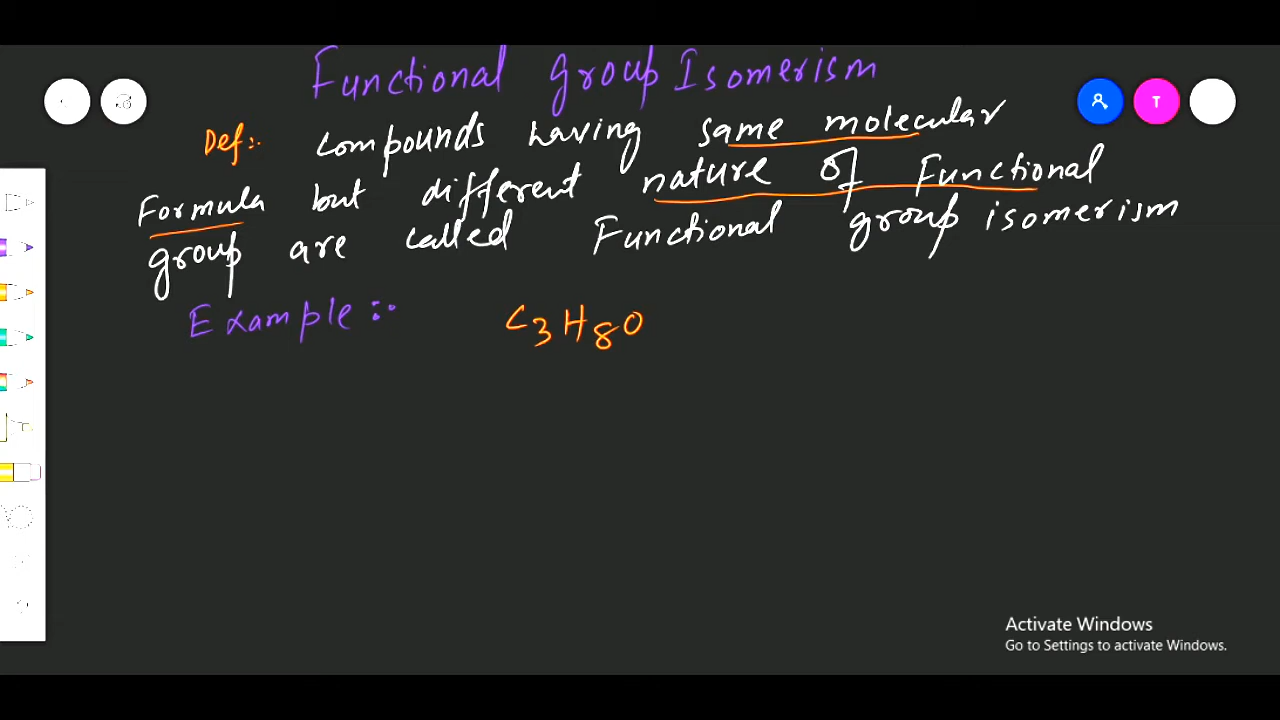 Functional group Isomerism
T
Def:- compounds having same molecular
Formula but different nature of Functional
group are called Functional group isomerism
Example :-
C3H8O
Activate Windows
Go to Settings to activate Windows.